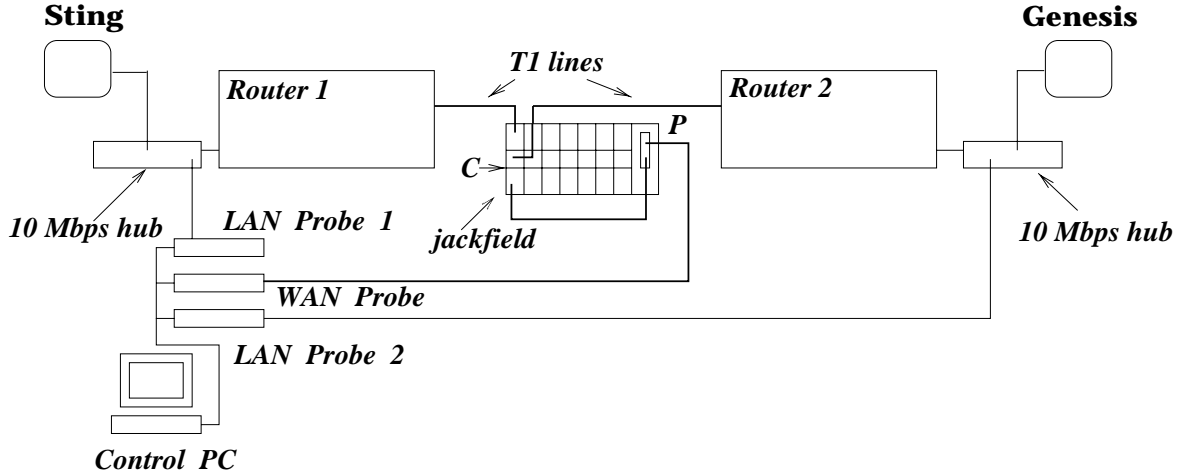 Sting
Genesis
T1 lines
Router 1
Router 2
P
C
10 Mbps hub
LAN Probe 1
jackfield
10 Mbps hub
WAN Probe
LAN Probe 2
Control PC